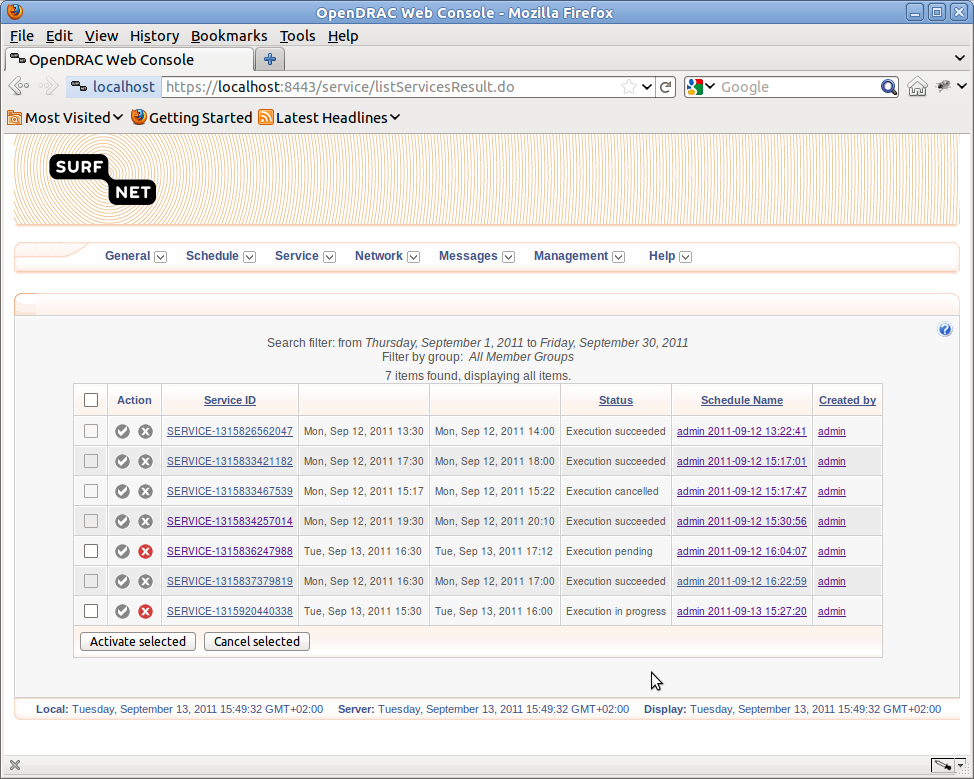 OpenDRAC Web Console - Mozilla Firefox
File Edit View History Bookmarks Tools Help
OpenDRAC Web Console
localhost https://localhost:8443/service/listServicesResult.do Google
Most Visited Getting Started Latest Headlines
SURF
NET
General Schedule Service Network Messages Management Help
Search filter: from Thursday, September 1, 2011 to Friday, September 30, 2011
Filter by group: All Member Groups
7 items found, displaying all items.
Action Service ID Status Schedule Name Created by
SERVICE-1315826562047 Mon, Sep 12, 2011 13:30 Mon, Sep 12, 2011 14:00 Execution succeeded admin 2011-09-12 13:22:41 admin
SERVICE-1315833421182 Mon, Sep 12, 2011 17:30 Mon, Sep 12, 2011 18:00 Execution succeeded admin 2011-09-12 15:17:01 admin
SERVICE-1315833467539 Mon, Sep 12, 2011 15:17 Mon, Sep 12, 2011 15:22 Execution cancelled admin 2011-09-12 15:17:47 admin
SERVICE-1315834257014 Mon, Sep 12, 2011 19:30 Mon, Sep 12, 2011 20:10 Execution succeeded admin 2011-09-12 15:30:56 admin
SERVICE-1315836247988 Tue, Sep 13, 2011 16:30 Tue, Sep 13, 2011 17:12 Execution pending admin 2011-09-12 16:04:07 admin
SERVICE-1315837379819 Mon, Sep 12, 2011 16:30 Mon, Sep 12, 2011 17:00 Execution succeeded admin 2011-09-12 16:22:59 admin
SERVICE-1315920440338 Tue, Sep 13, 2011 15:30 Tue, Sep 13, 2011 16:00 Execution in progress admin 2011-09-13 15:27:20 admin
Activate selected Cancel selected
Local: Tuesday, September 13, 2011 15:49:32 GMT+02:00 Server: Tuesday, September 13, 2011 15:49:32 GMT+02:00 Display: Tuesday, September 13, 2011 15:49:32 GMT+02:00